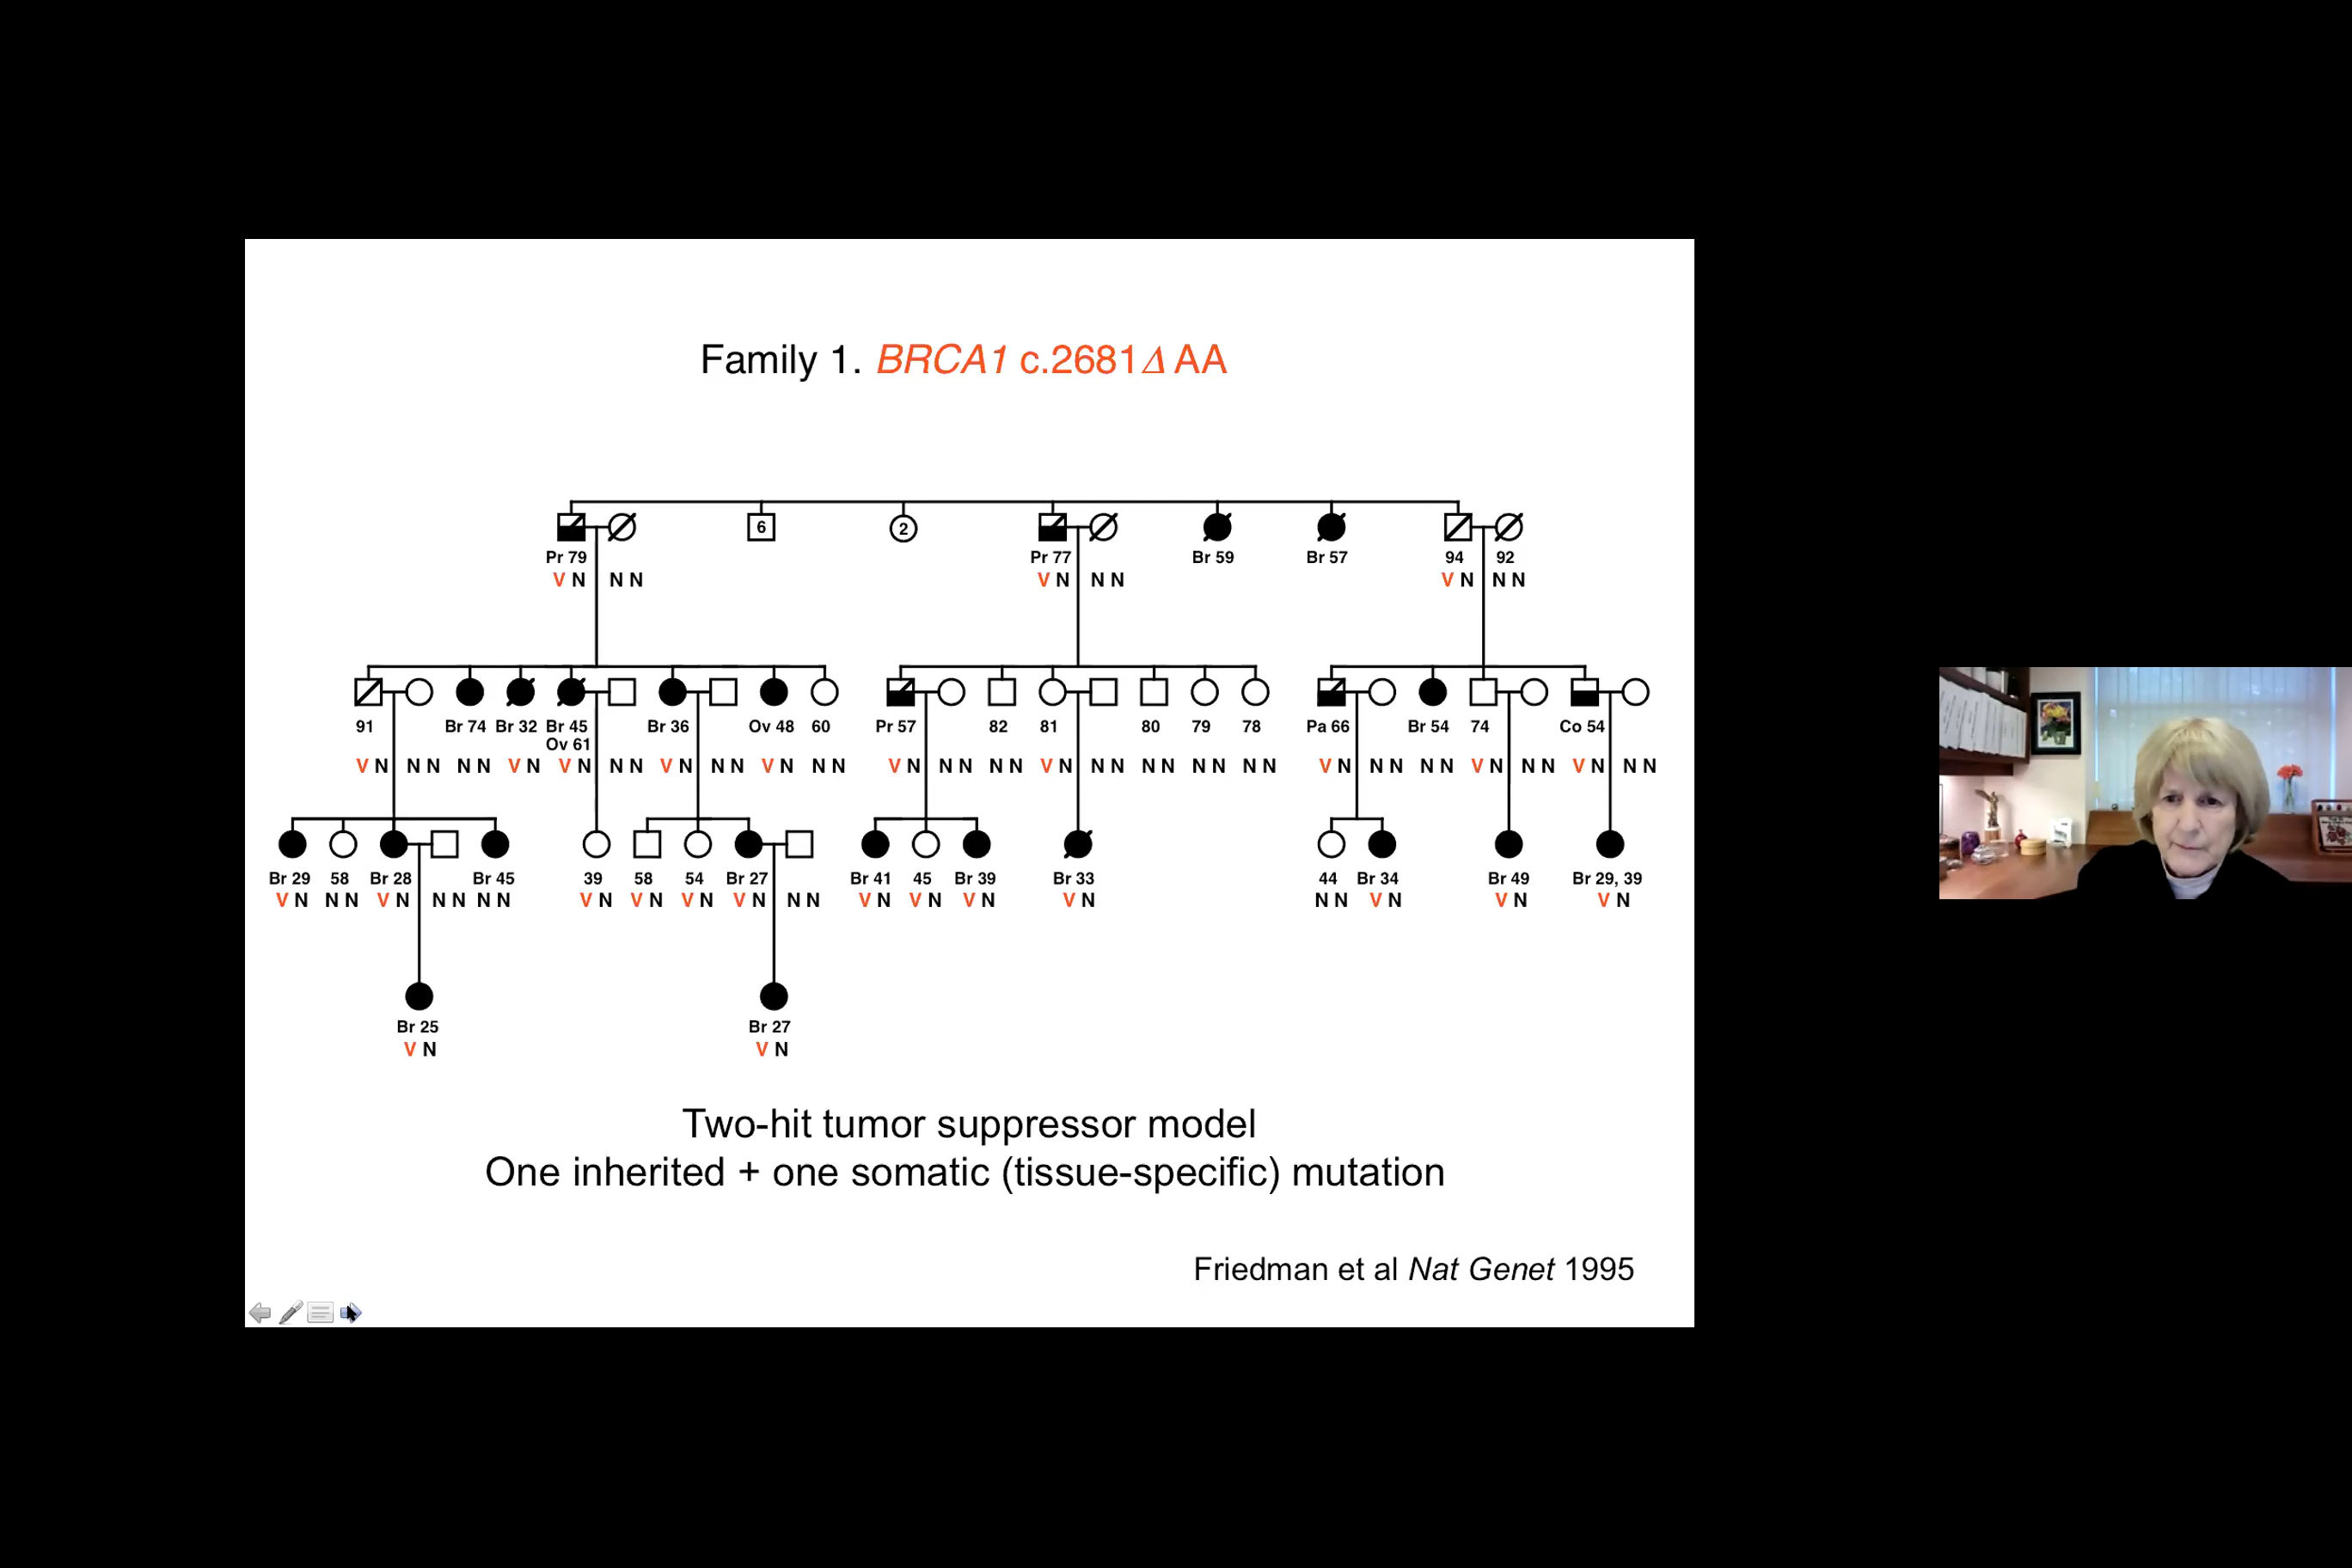 Family 1. BRCA1 c.2681Δ AA
6 2
Pr 79 Pr 77 Br 59 Br 57 94 92
V N N N V N N N V N N N
91 Br 74 Br 32 Br 45 Br 36 Ov 48 60 Pr 57 82 81 80 79 78 Pa 66 Br 54 74 Co 54
Ov 61
V N N N N N V N V N N N V N N N V N N N V N N N N N V N N N N N N N N N V N N N N N V N N N V N N N
Br 29 58 Br 28 Br 45 39 58 54 Br 27 Br 41 45 Br 39 Br 33 44 Br 34 Br 49 Br 29, 39
V N N N V N N N N N V N V N V N V N N N V N V N V N V N N N V N V N V N
Br 25 Br 27
V N V N
Two-hit tumor suppressor model
One inherited + one somatic (tissue-specific) mutation
Friedman et al Nat Genet 1995